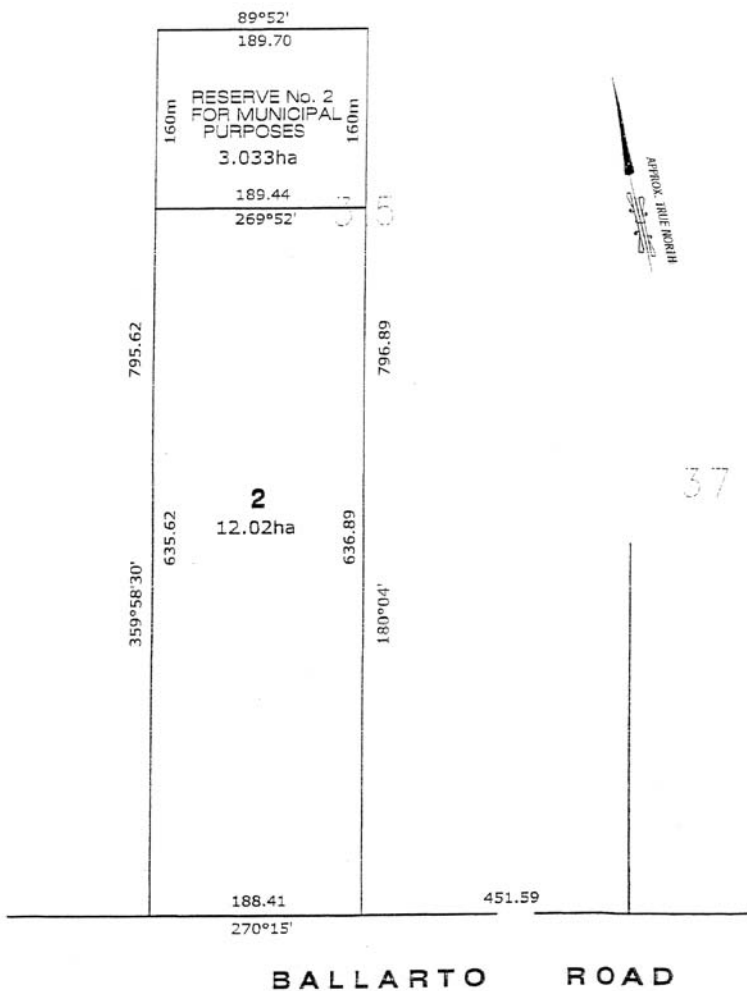 89°52'
189.70
160m
RESERVE No. 2
FOR MUNICIPAL
PURPOSES
160m
3.033ha
189.44
269°52'
APPROX. TRUE NORTH
795.62
796.89
37
2
12.02ha
635.62
636.89
359°58'30'
180°04'
188.41
451.59
270°15'
BALLARTO ROAD